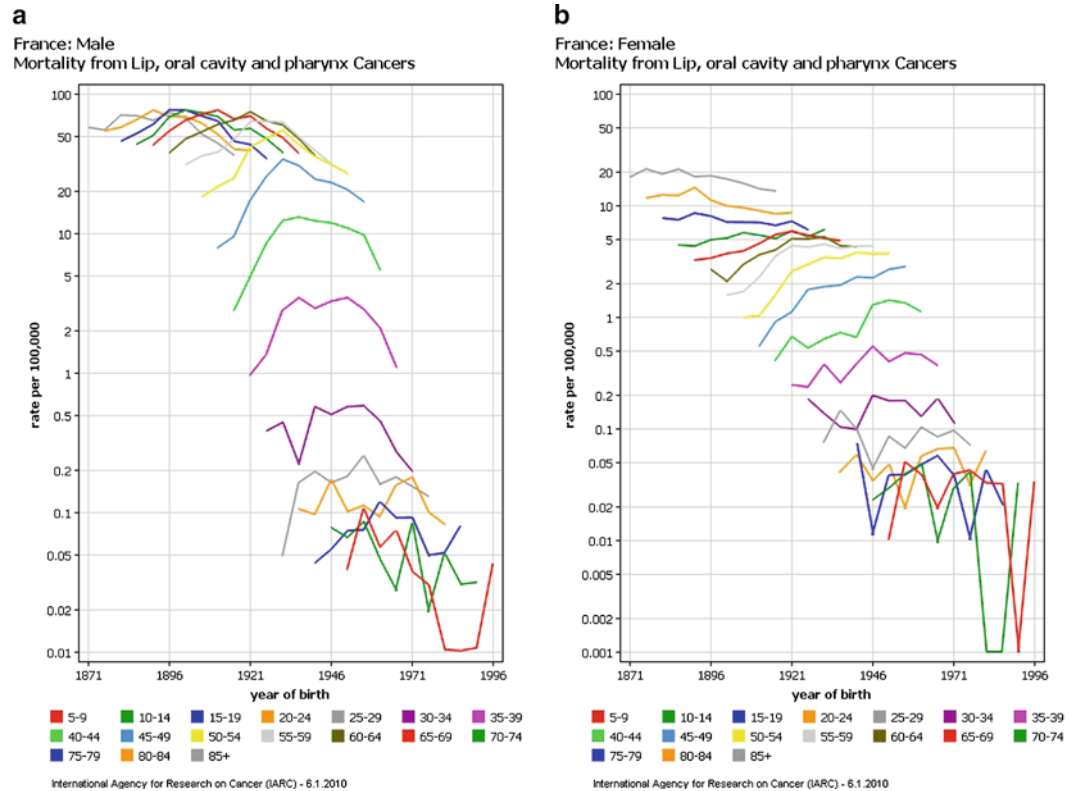 a
France: Male
Mortality from Lip, oral cavity and pharynx Cancers
rate per 100,000
100
50
20
10
5
2
1
0.5
0.2
0.1
0.05
0.02
0.01
1871 1896 1921 1946 1971 1996
year of birth
5-9 10-14 15-19 20-24 25-29 30-34 35-39
40-44 45-49 50-54 55-59 60-64 65-69 70-74
75-79 80-84 85+
International Agency for Research on Cancer (IARC) - 6.1.2010
b
France: Female
Mortality from Lip, oral cavity and pharynx Cancers
rate per 100,000
100
50
20
10
5
2
1
0.5
0.2
0.1
0.05
0.02
0.01
0.005
0.002
0.001
1871 1896 1921 1946 1971 1996
year of birth
5-9 10-14 15-19 20-24 25-29 30-34 35-39
40-44 45-49 50-54 55-59 60-64 65-69 70-74
75-79 80-84 85+
International Agency for Research on Cancer (IARC) - 6.1.2010